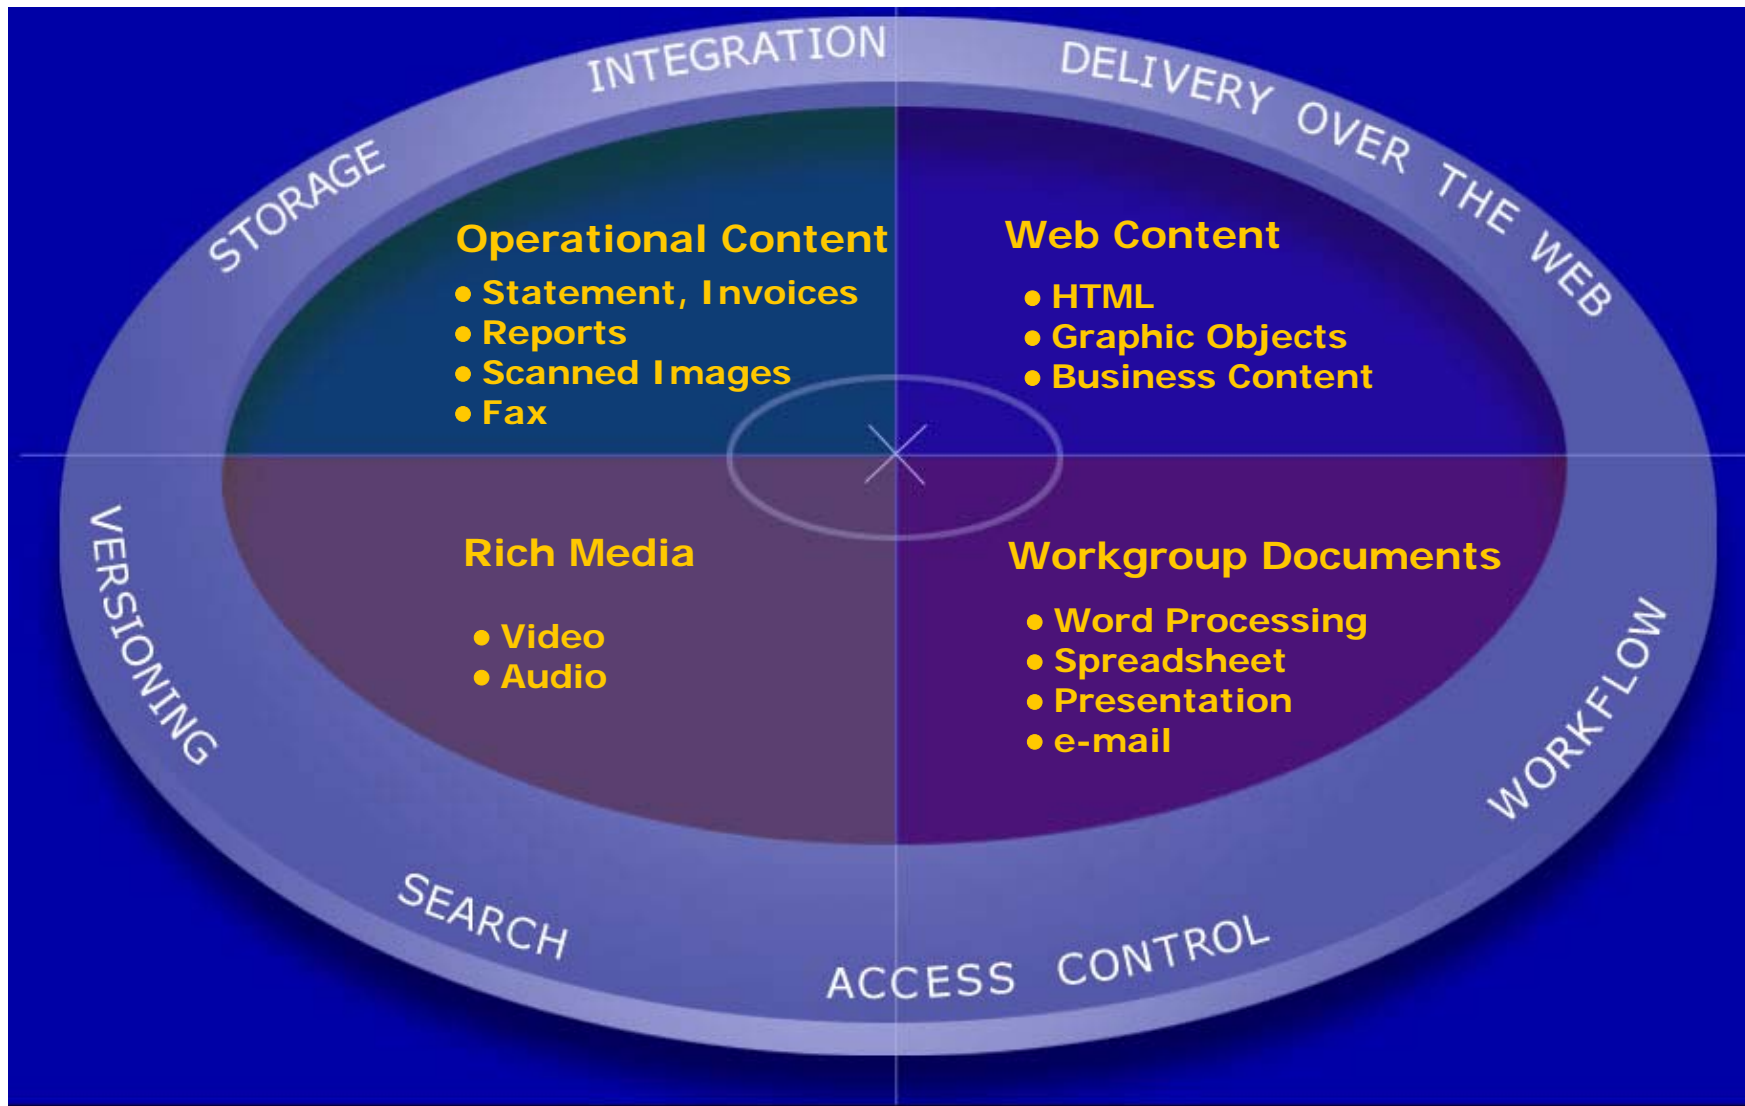 INTEGRATION
DELIVERY OVER THE WEB
STORAGE
Operational Content
● Statement, Invoices
● Reports
● Scanned Images
● Fax
Web Content
● HTML
● Graphic Objects
● Business Content
Rich Media
● Video
● Audio
Workgroup Documents
● Word Processing
● Spreadsheet
● Presentation
● e-mail
VERSIONING
WORKFLOW
SEARCH
ACCESS CONTROL